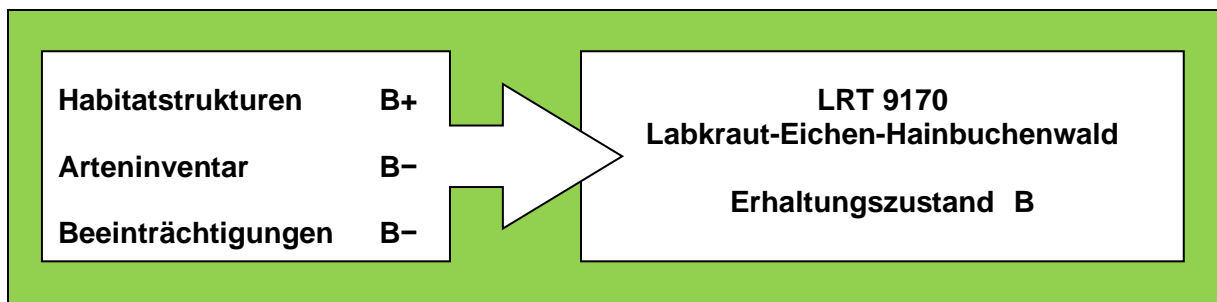 Habitatstrukturen B+
Arteninventar B−
Beeinträchtigungen B−
LRT 9170
Labkraut-Eichen-Hainbuchenwald
Erhaltungszustand B